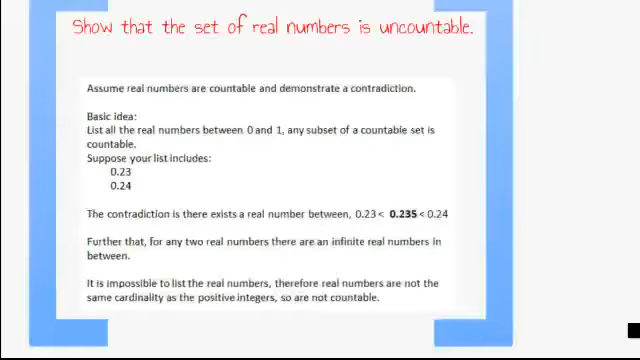 Show that the set of real numbers is uncountable.
Assume real numbers are countable and demonstrate a contradiction.
Basic idea:
List all the real numbers between 0 and 1, any subset of a countable set is
countable.
Suppose your list includes:
0.23
0.24
The contradiction is there exists a real number between, 0.23 < 0.235 < 0.24
Further that, for any two real numbers there are an infinite real numbers in
between.
It is impossible to list the real numbers, therefore real numbers are not the
same cardinality as the positive integers, so are not countable.